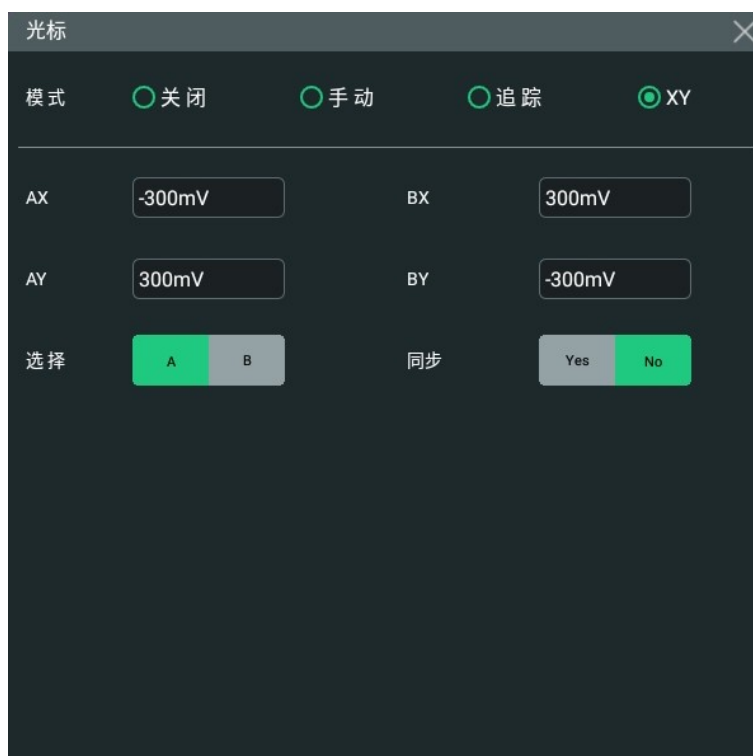 光标
模式 关闭 手动 追踪 XY
AX -300mV BX 300mV
AY 300mV BY -300mV
选择 A B 同步 Yes No